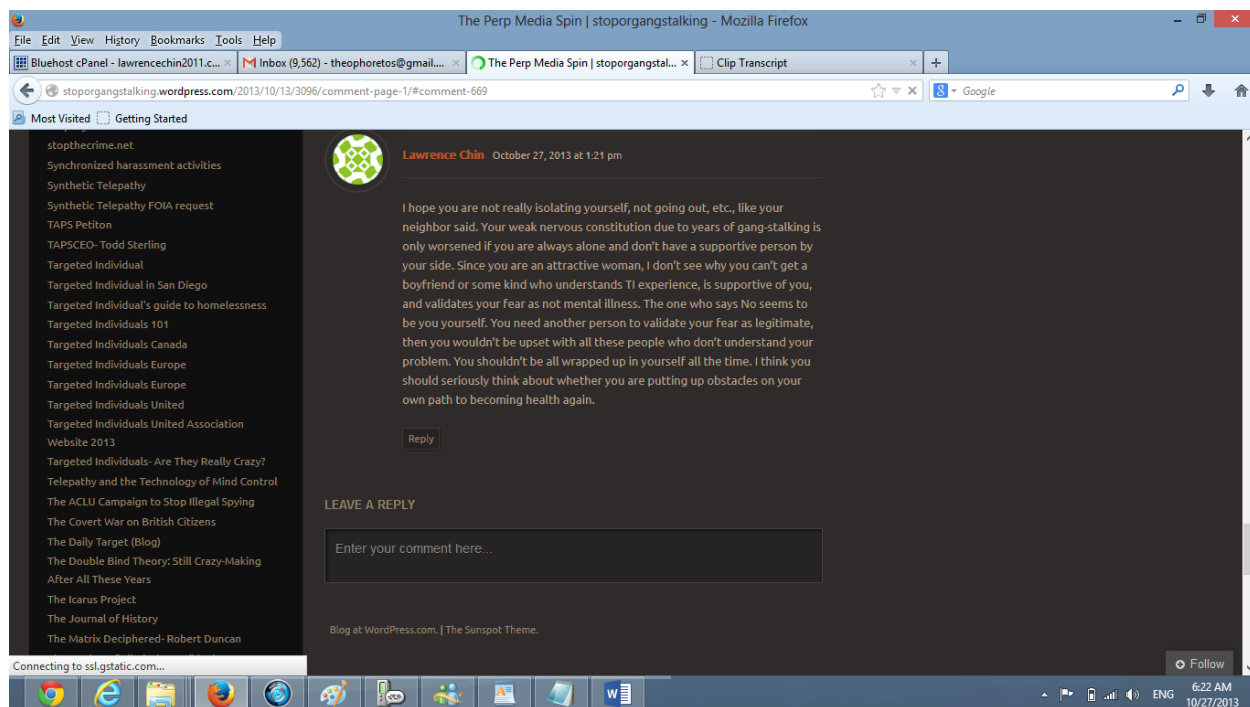 The Perp Media Spin | stoporgangstalking - Mozilla Firefox
File Edit View History Bookmarks Tools Help
Bluehost cPanel - lawrencechin2011.c... Inbox (9,562) - theophoretos@gmail.... The Perp Media Spin | stoporgangstal... Clip Transcript
stoporgangstalking.wordpress.com/2013/10/13/3096/comment-page-1/#comment-669 Google
Most Visited Getting Started
stopthecrime.net
Synchronized harassment activities
Synthetic Telepathy
Synthetic Telepathy FOIA request
TAPS Petiton
TAPSCEO- Todd Sterling
Targeted Individual
Targeted Individual in San Diego
Targeted Individual's guide to homelessness
Targeted Individuals 101
Targeted Individuals Canada
Targeted Individuals Europe
Targeted Individuals Europe
Targeted Individuals United
Targeted Individuals United Association
Website 2013
Targeted Individuals- Are They Really Crazy?
Telepathy and the Technology of Mind Control
The ACLU Campaign to Stop Illegal Spying
The Covert War on British Citizens
The Daily Target (Blog)
The Double Bind Theory: Still Crazy-Making
After All These Years
The Icarus Project
The Journal of History
The Matrix Deciphered- Robert Duncan
Lawrence Chin October 27, 2013 at 1:21 pm
I hope you are not really isolating yourself, not going out, etc., like your
neighbor said. Your weak nervous constitution due to years of gang-stalking is
only worsened if you are always alone and don't have a supportive person by
your side. Since you are an attractive woman, I don't see why you can't get a
boyfriend or some kind who understands TI experience, is supportive of you,
and validates your fear as not mental illness. The one who says No seems to
be you yourself. You need another person to validate your fear as legitimate,
then you wouldn't be upset with all these people who don't understand your
problem. You shouldn't be all wrapped up in yourself all the time. I think you
should seriously think about whether you are putting up obstacles on your
own path to becoming health again.
Reply
LEAVE A REPLY
Enter your comment here...
Blog at WordPress.com. | The Sunspot Theme.
Follow
Connecting to ssl.gstatic.com...
ENG
6:22 AM
10/27/2013